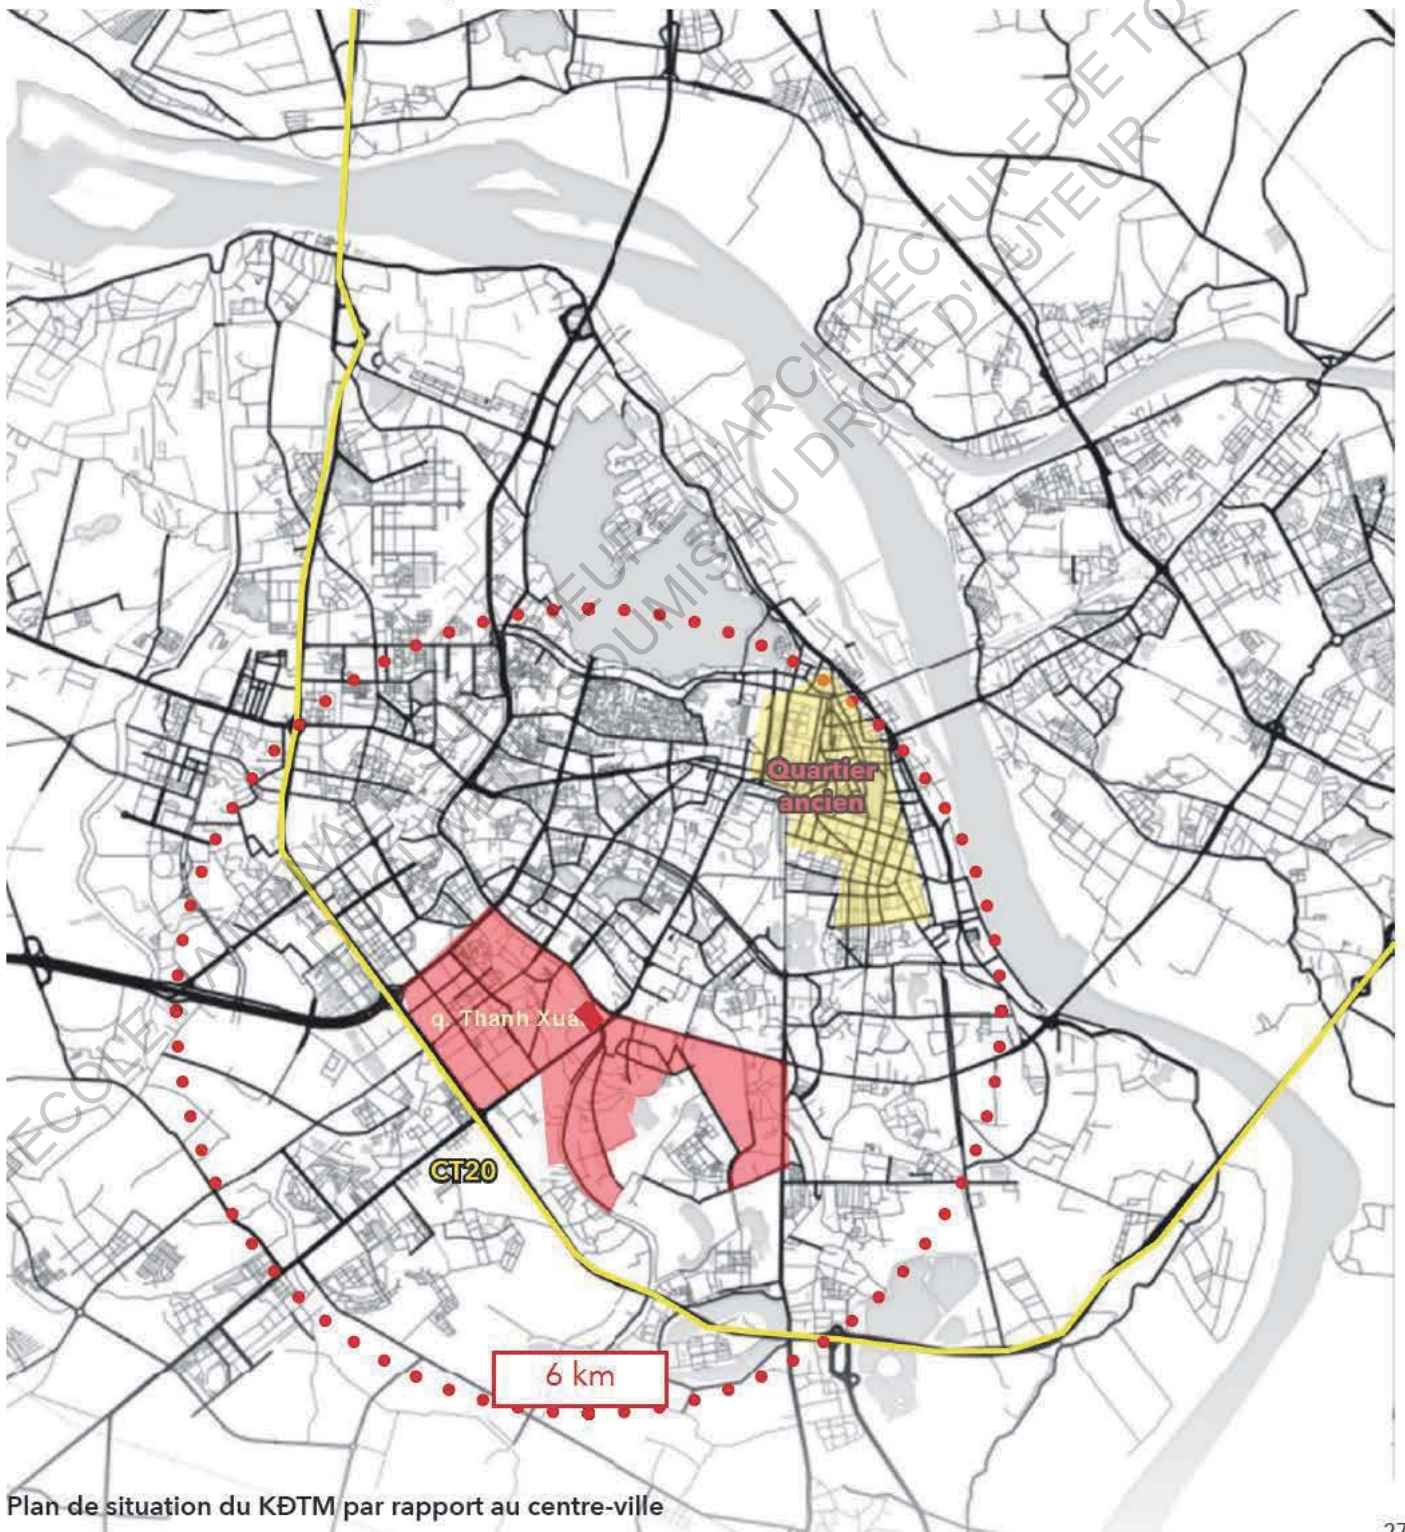 Quartier
ancien
q. Thanh Xuâ
CT20
6 km
Plan de situation du KĐTM par rapport au centre-ville
27